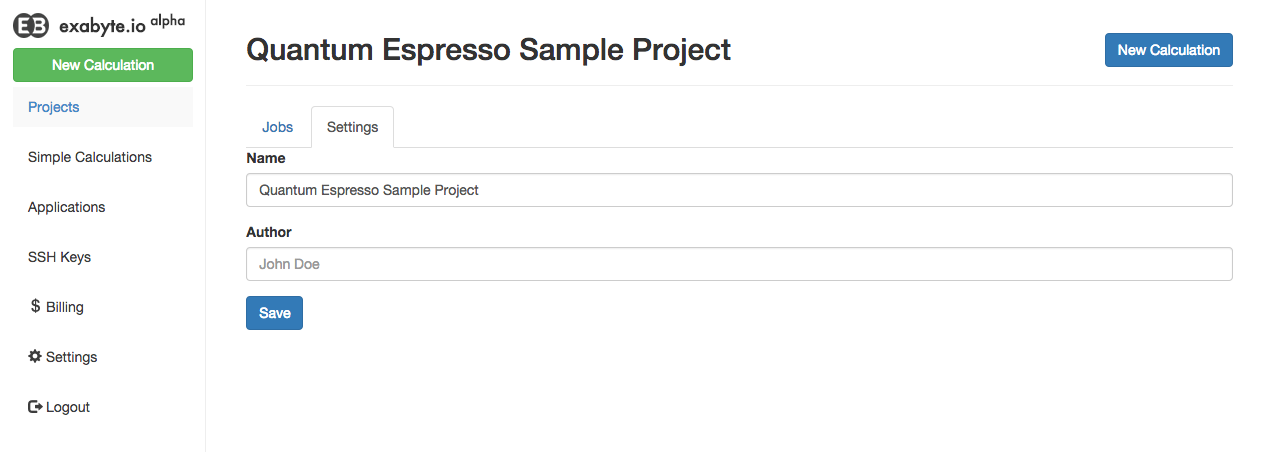 EB exabyte.io alpha
New Calculation
Projects
Simple Calculations
Applications
SSH Keys
$ Billing
Settings
Logout
Quantum Espresso Sample Project
New Calculation
Jobs Settings
Name
Quantum Espresso Sample Project
Author
John Doe
Save